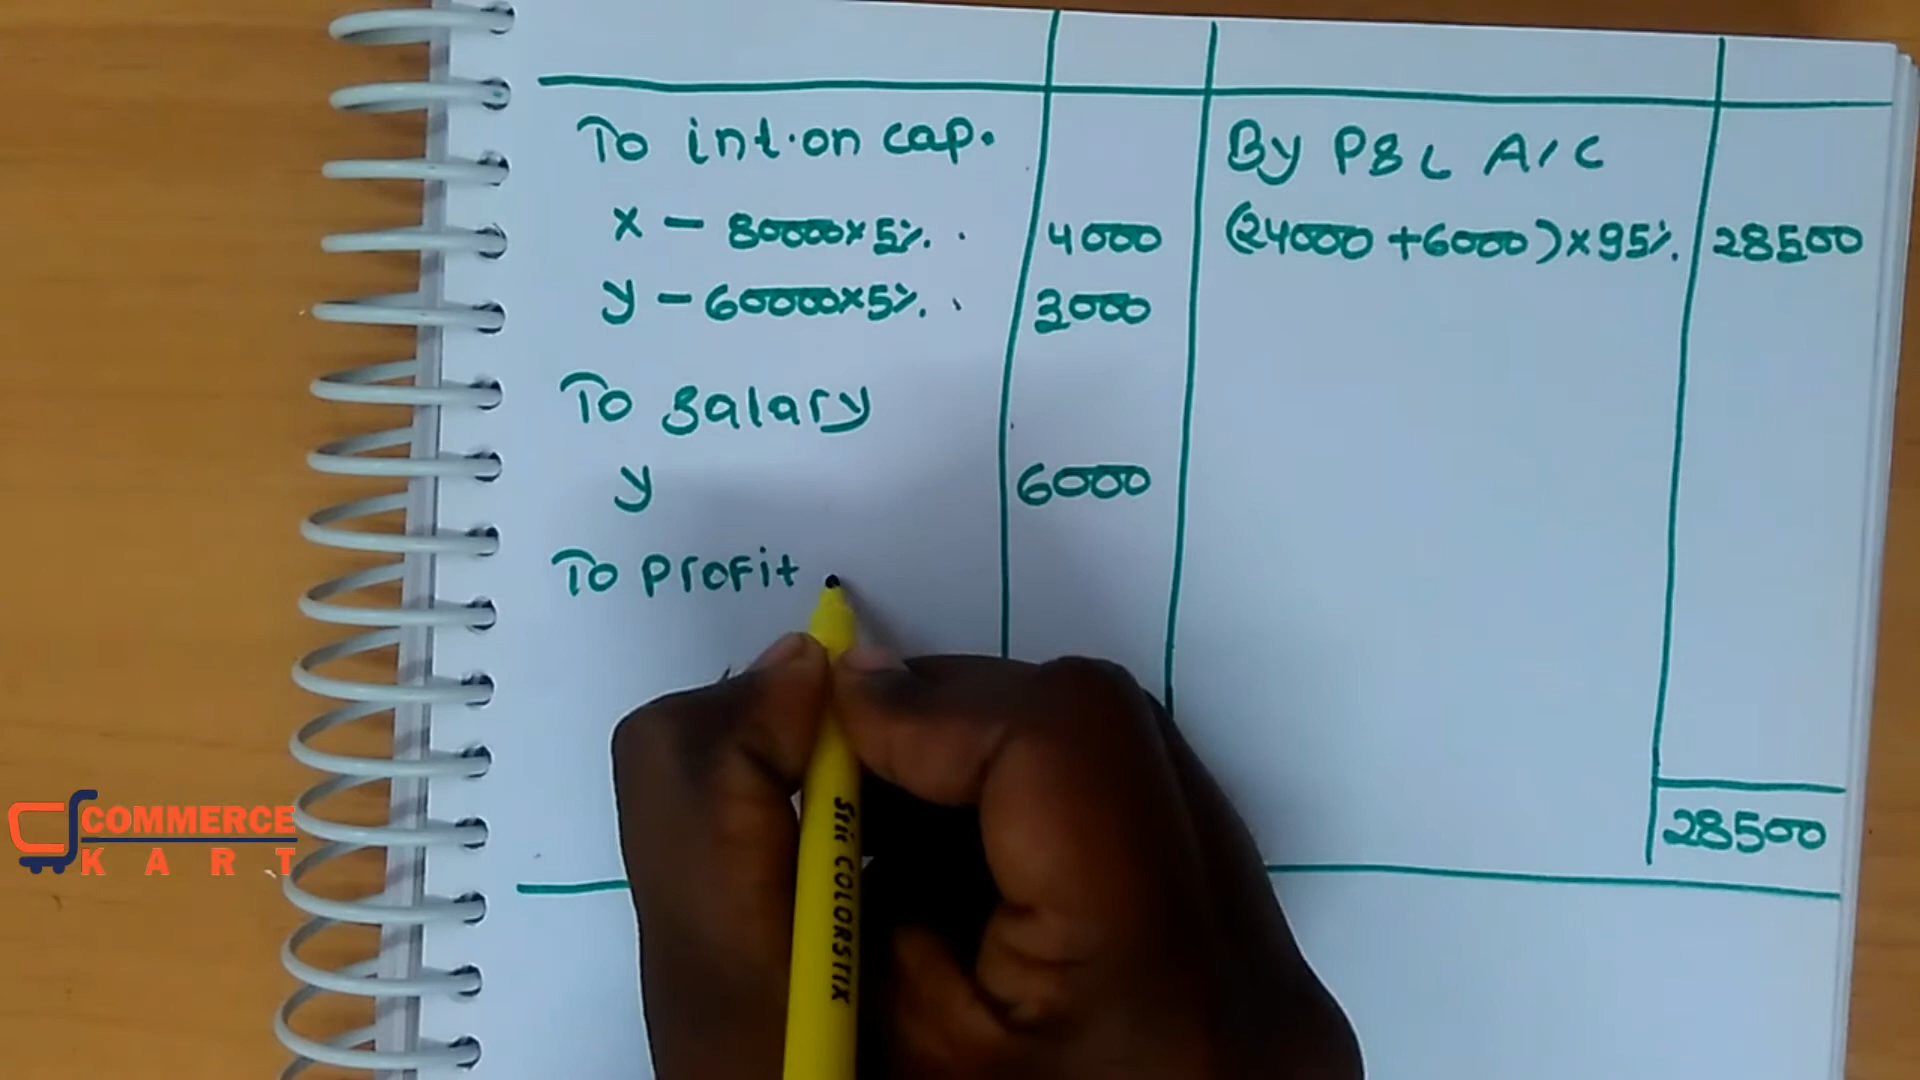 To int.on cap.
X - 80000x5%.
4000
y - 60000x5%.
3000
To salary
y
6000
To profit
By P&L A/C
(24000 +6000)x95%.
28500
28500
COMMERCE
KART
Stic COLORSTIX